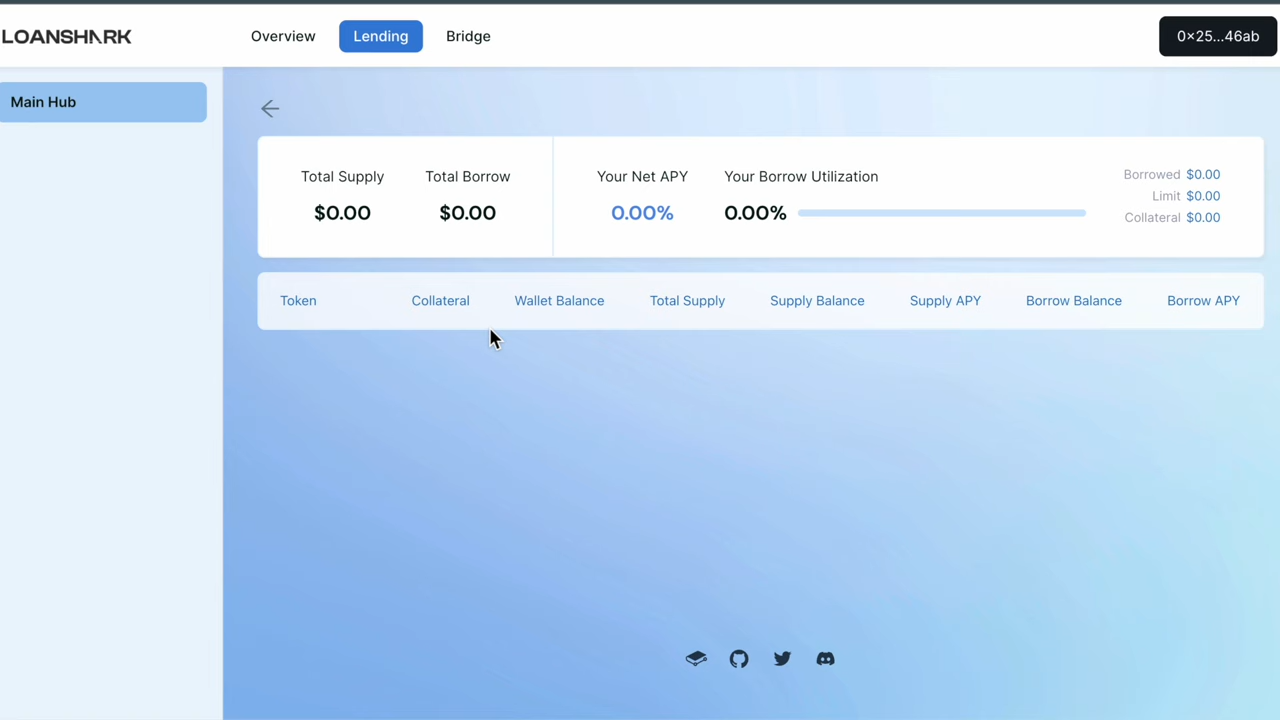 LOANSHARK
Overview
Lending
Bridge
0×25...46ab
Main Hub
Total Supply
$0.00
Total Borrow
$0.00
Your Net APY
0.00%
Your Borrow Utilization
0.00%
Borrowed $0.00
Limit $0.00
Collateral $0.00
Token Collateral Wallet Balance Total Supply Supply Balance Supply APY Borrow Balance Borrow APY